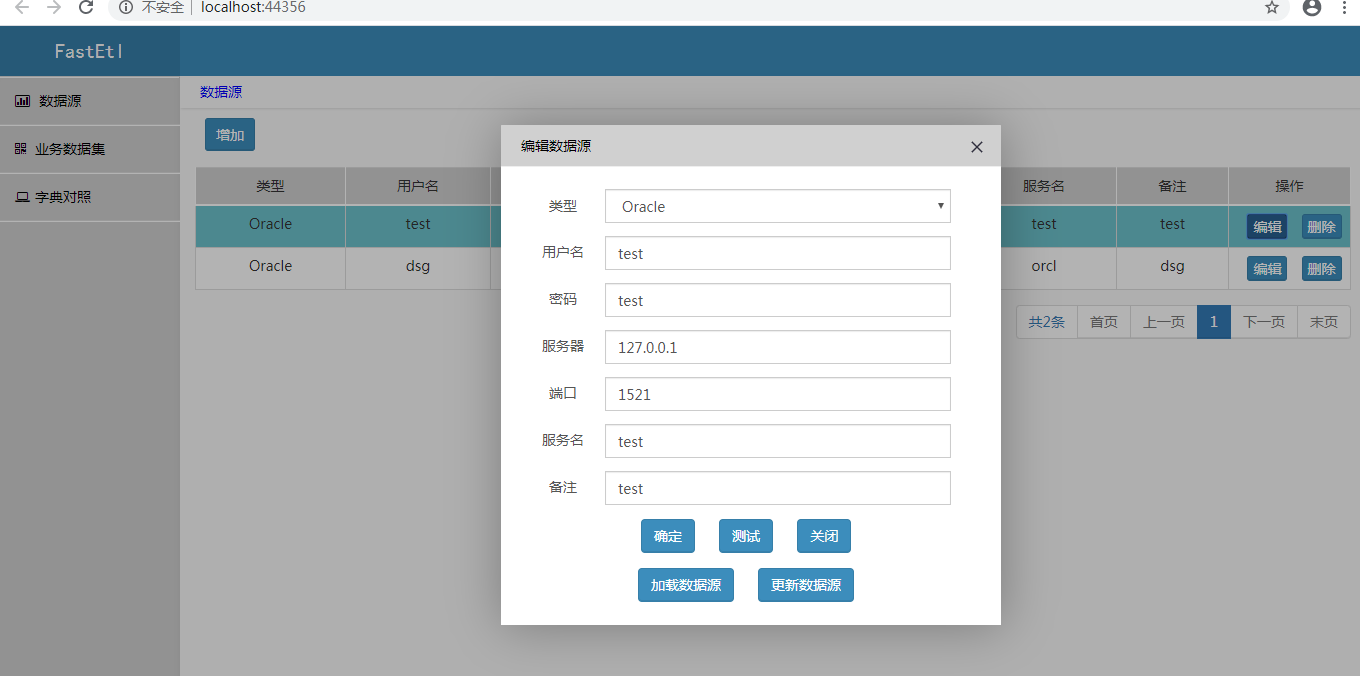 不安全 localhost:44356
FastEtl
数据源
业务数据集
字典对照
数据源
增加
类型 用户名 服务名 备注 操作
Oracle test test test 编辑 删除
Oracle dsg orcl dsg 编辑 删除
共2条 首页 上一页 1 下一页 末页
编辑数据源
类型 Oracle
用户名 test
密码 test
服务器 127.0.0.1
端口 1521
服务名 test
备注 test
确定 测试 关闭
加载数据源 更新数据源